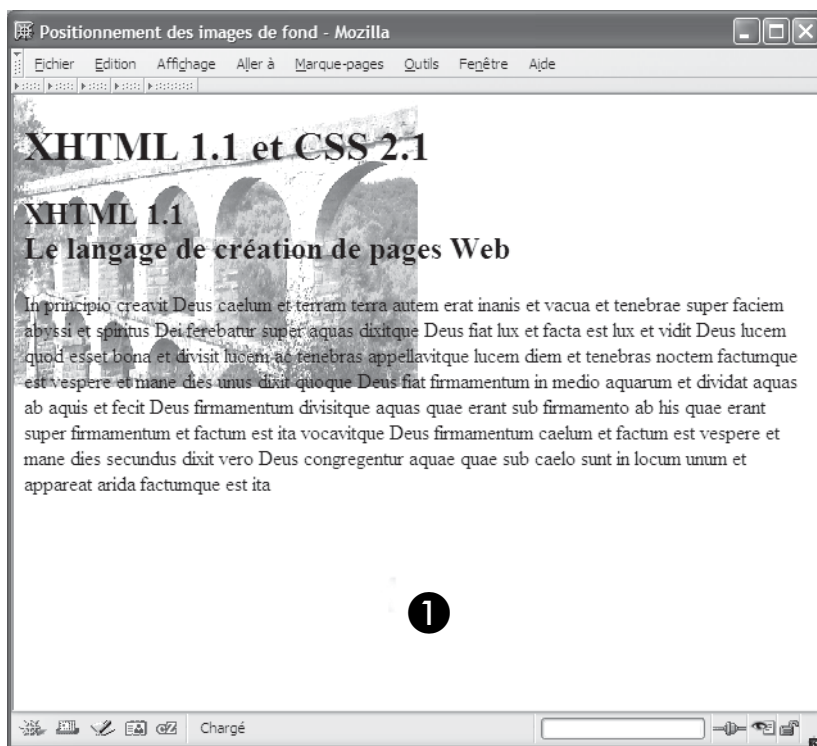 Positionnement des images de fond - Mozilla
Fichier Edition Affichage Aller à Marque-pages Outils Fenêtre Aide
XHTML 1.1 et CSS 2.1
XHTML 1.1
Le langage de création de pages Web
In principio creavit Deus caelum et terram terra autem erat inanis et vacua et tenebrae super faciem
abyssi et spiritus Dei ferebatur super aquas dixitque Deus fiat lux et facta est lux et vidit Deus lucem
quod esset bona et divisit lucem ac tenebras appellavitque lucem diem et tenebras noctem factumque
est vespere et mane dies unus dixit quoque Deus fiat firmamentum in medio aquarum et dividat aquas
ab aquis et fecit Deus firmamentum divisitque aquas quae erant sub firmamento ab his quae erant
super firmamentum et factum est ita vocavitque Deus firmamentum caelum et factum est vespere et
mane dies secundus dixit vero Deus congregentur aquae quae sub caelo sunt in locum unum et
appareat arida factumque est ita
1
Chargé